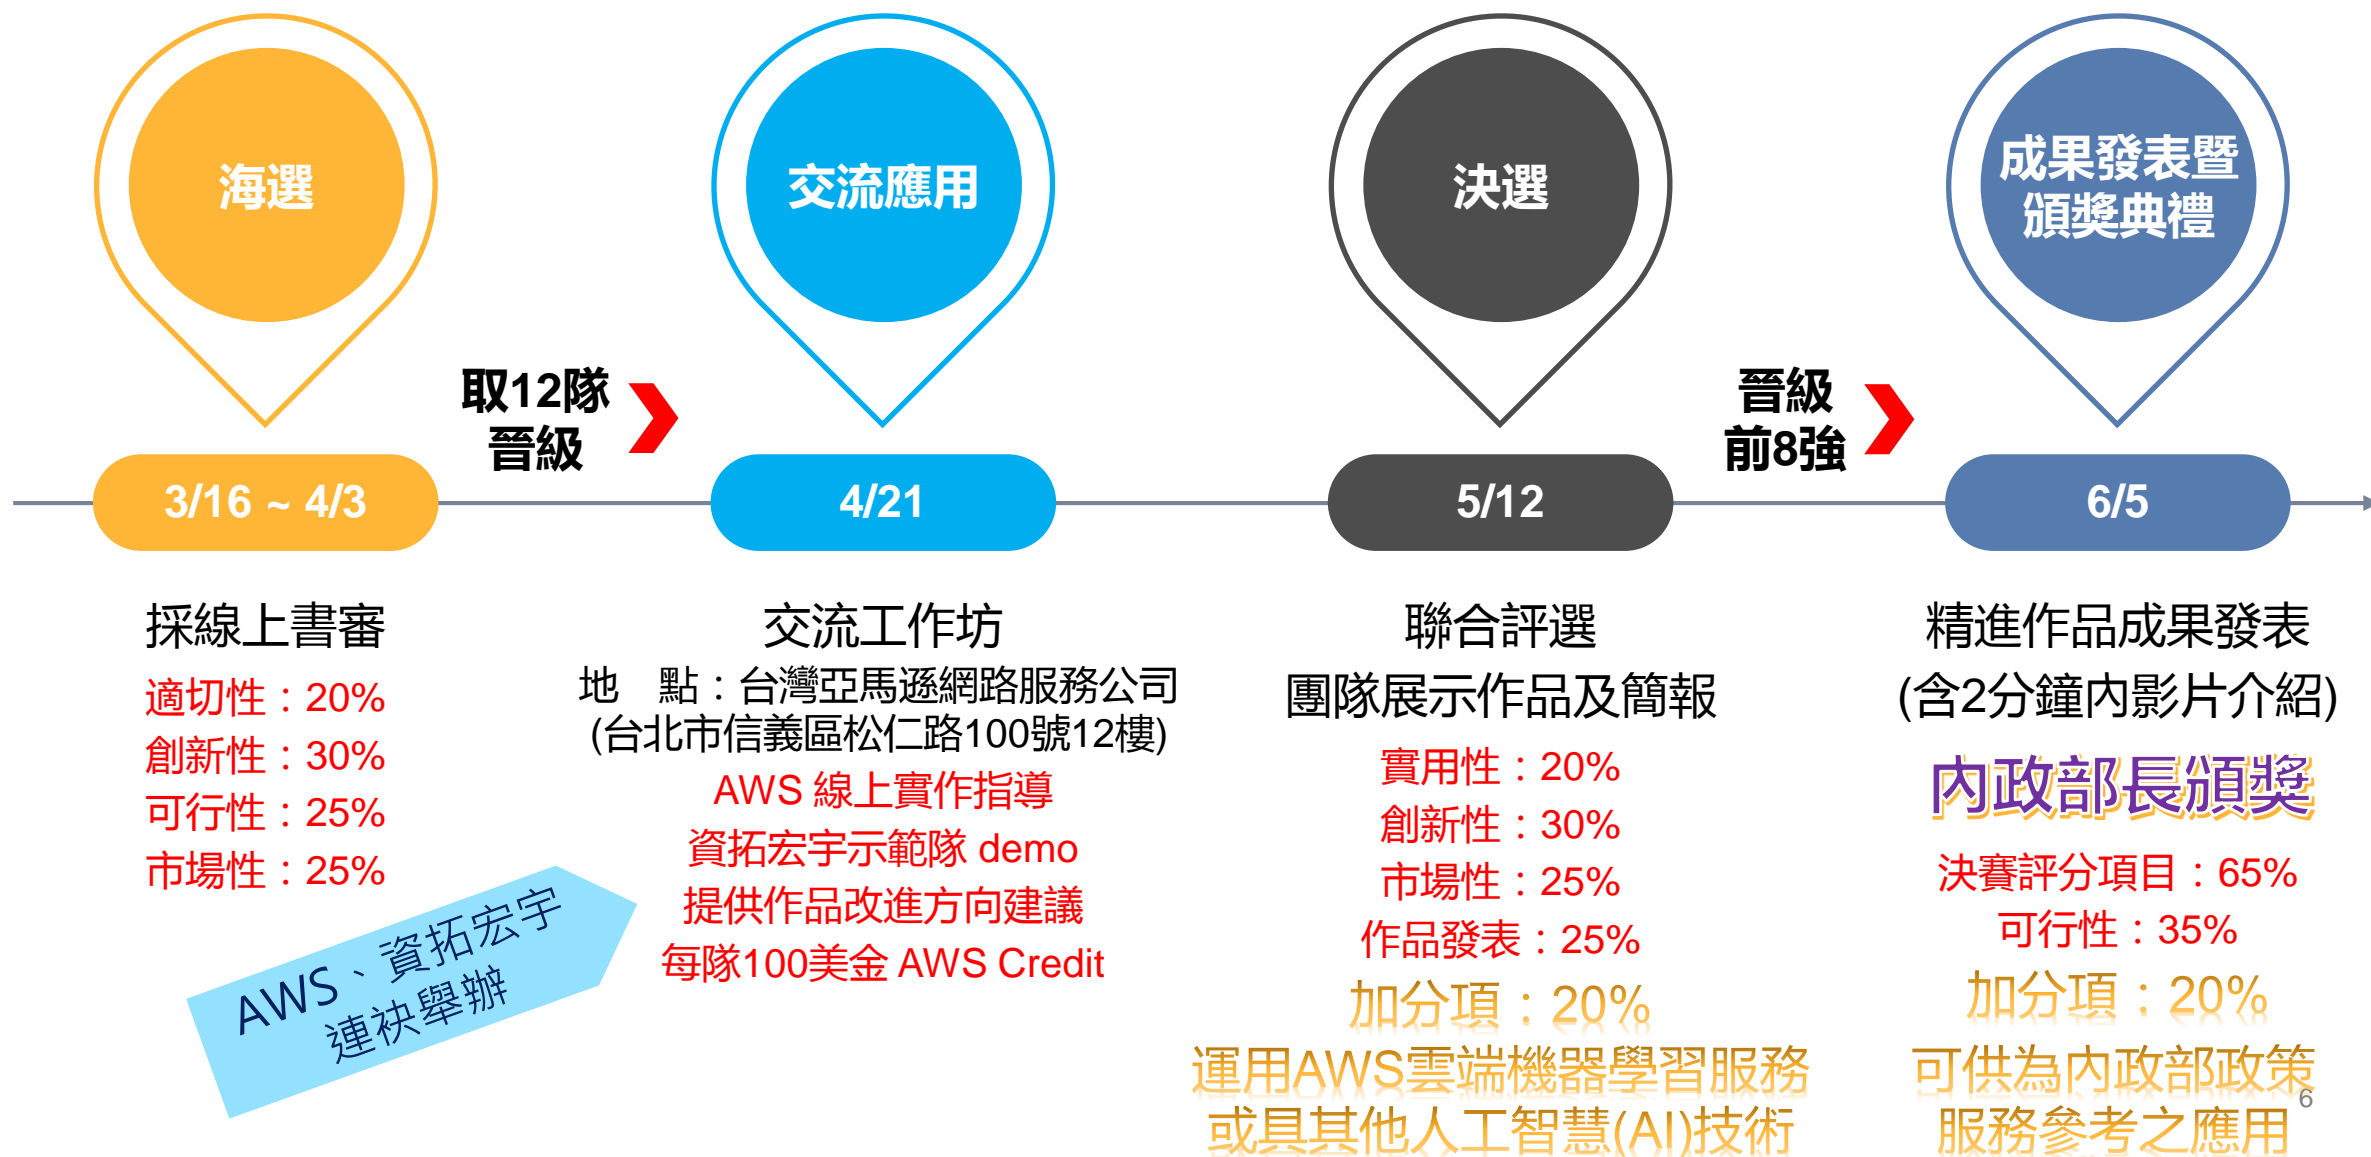 海選
交流應用
決選
成果發表暨
頒獎典禮
取12隊
晉級
晉級
前8強
3/16 ~ 4/3
4/21
5/12
6/5
採線上書審
適切性：20%
創新性：30%
可行性：25%
市場性：25%
AWS、資拓宏宇
連袂舉辦
交流工作坊
地　點：台灣亞馬遜網路服務公司
(台北市信義區松仁路100號12樓)
AWS 線上實作指導
資拓宏宇示範隊 demo
提供作品改進方向建議
每隊100美金 AWS Credit
聯合評選
團隊展示作品及簡報
實用性：20%
創新性：30%
市場性：25%
作品發表：25%
加分項：20%
運用AWS雲端機器學習服務
或具其他人工智慧(AI)技術
精進作品成果發表
(含2分鐘內影片介紹)
內政部長頒獎
決賽評分項目：65%
可行性：35%
加分項：20%
可供為內政部政策
服務參考之應用
6